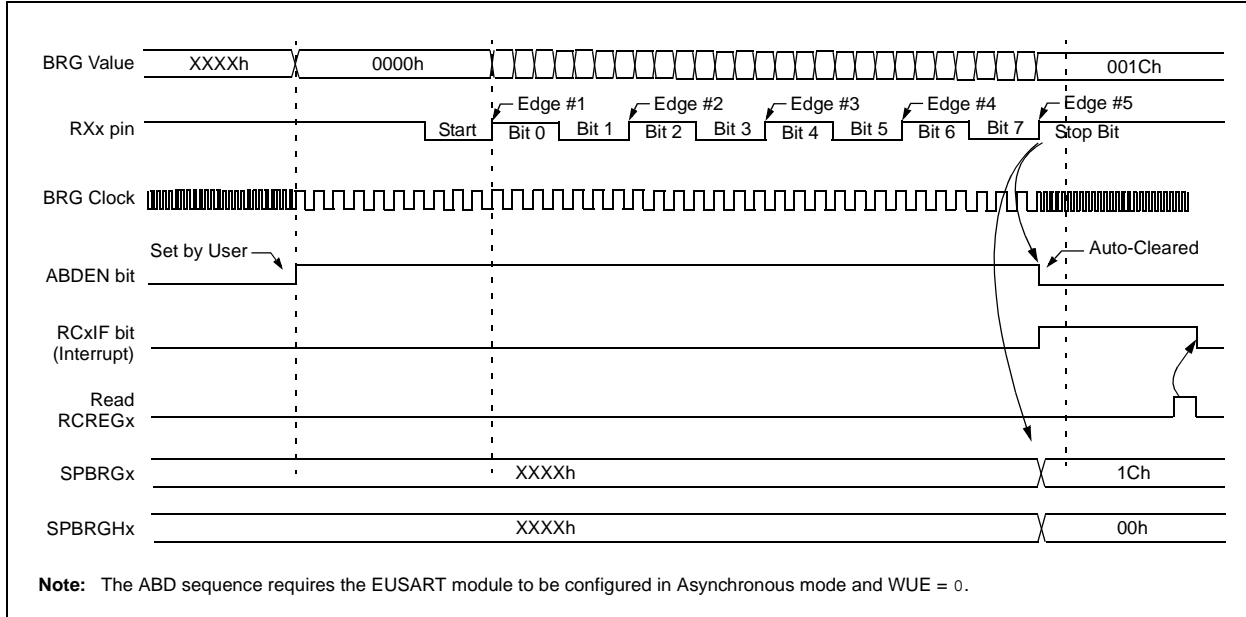 BRG Value XXXXh 0000h 001Ch
Edge #1 Edge #2 Edge #3 Edge #4 Edge #5
RXx pin Start Bit 0 Bit 1 Bit 2 Bit 3 Bit 4 Bit 5 Bit 6 Bit 7 Stop Bit
BRG Clock
Set by User Auto-Cleared
ABDEN bit
RCxIF bit
(Interrupt)
Read
RCREGx
SPBRGx XXXXh 1Ch
SPBRGHx XXXXh 00h
Note: The ABD sequence requires the EUSART module to be configured in Asynchronous mode and WUE = 0.